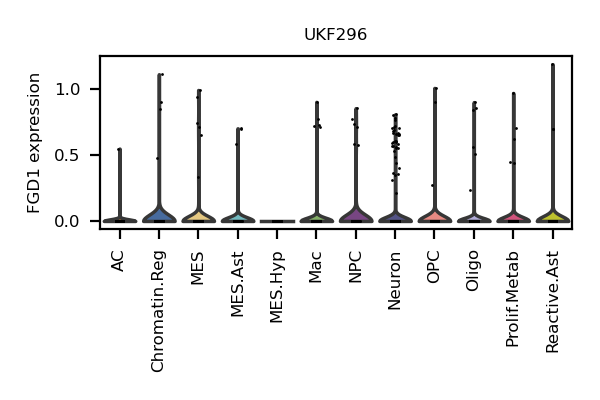 UKF296
FGD1 expression
1.0
0.5
0.0
AC
Chromatin.Reg
MES
MES.Ast
MES.Hyp
Mac
NPC
Neuron
OPC
Oligo
Prolif.Metab
Reactive.Ast